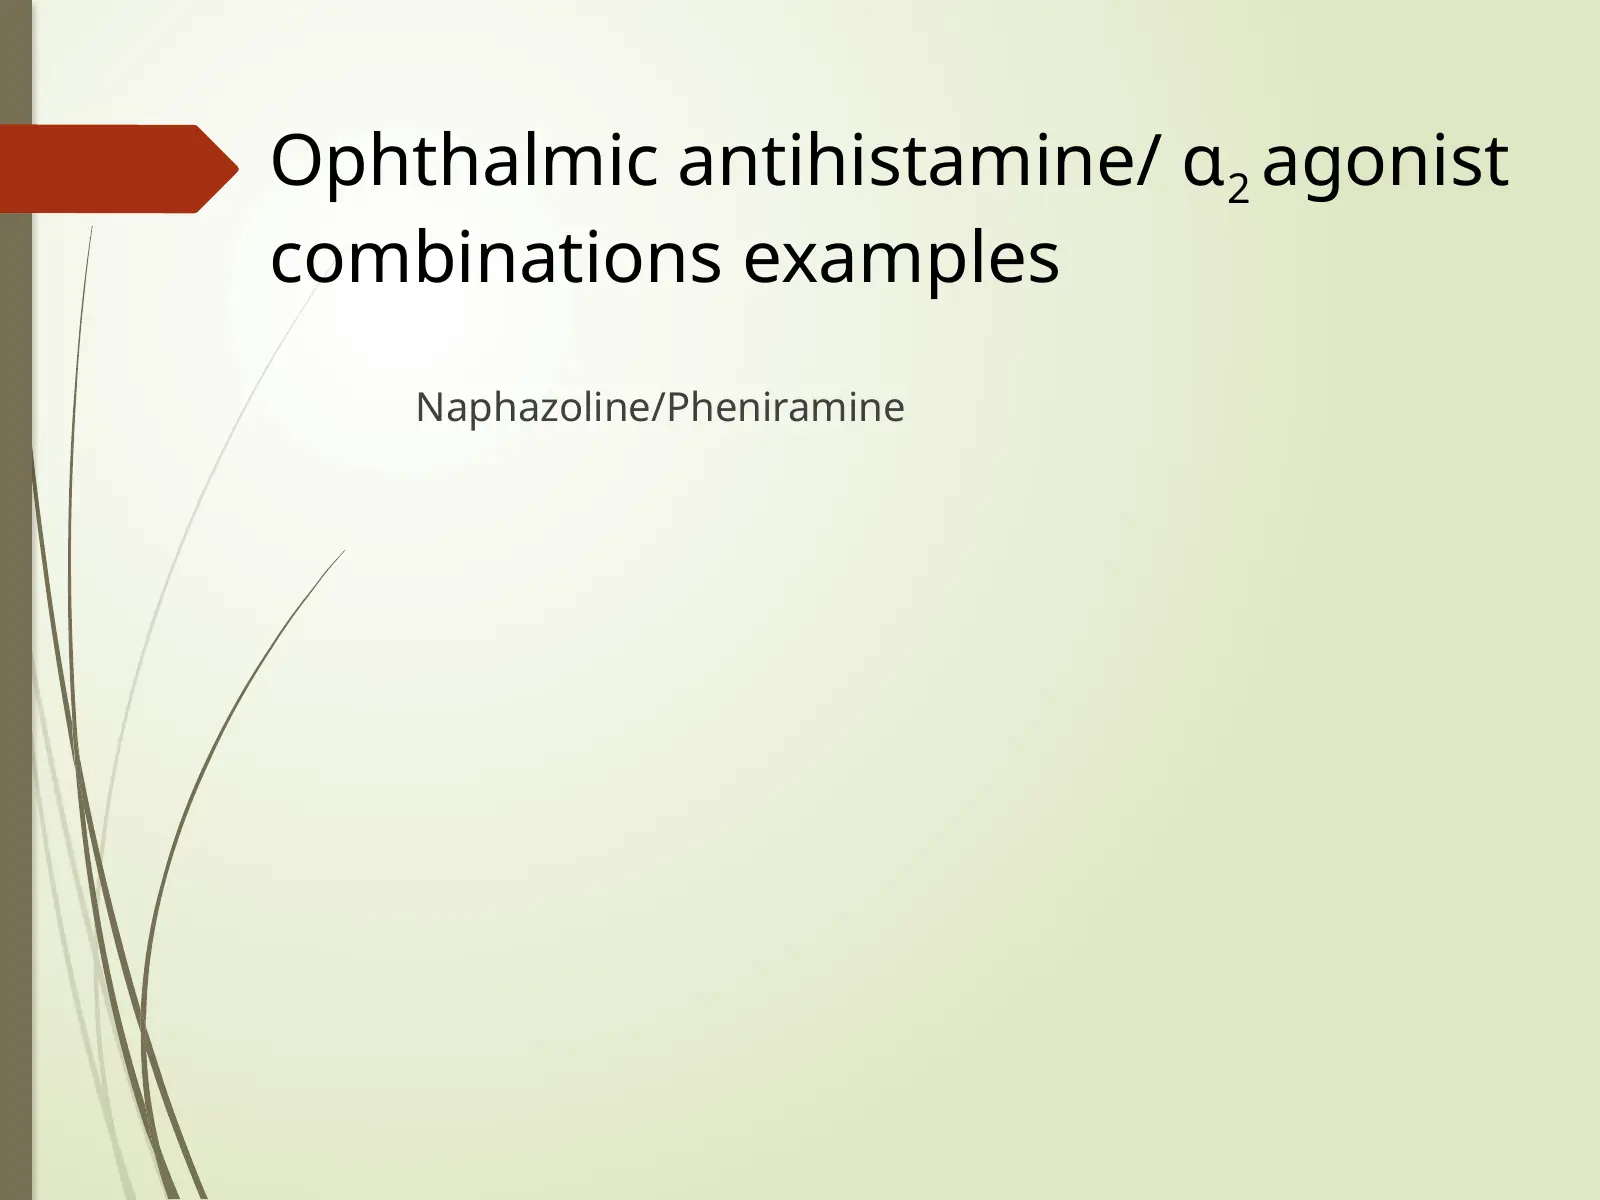 Ophthalmic antihistamine/ α₂ agonist
combinations examples
Naphazoline/Pheniramine